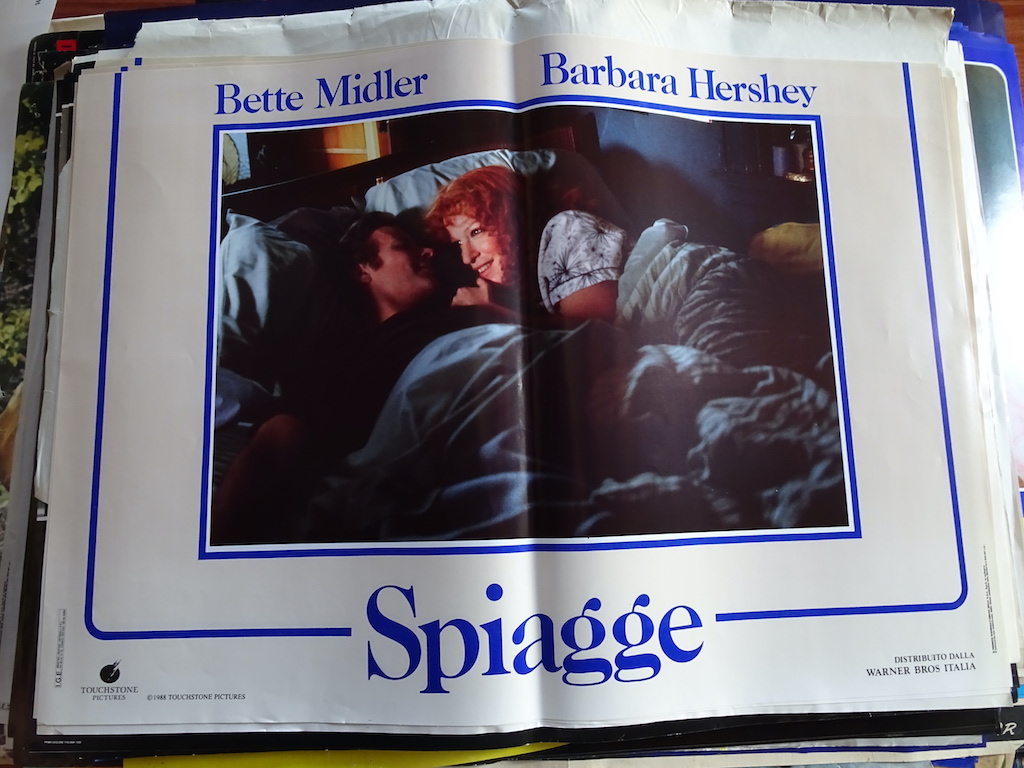 Bette Midler
Barbara Hershey
Spiagge
TOUCHSTONE
PICTURES
©1988 TOUCHSTONE PICTURES
DISTRIBUITO DALLA
WARNER BROS ITALIA
I.G.E.
R